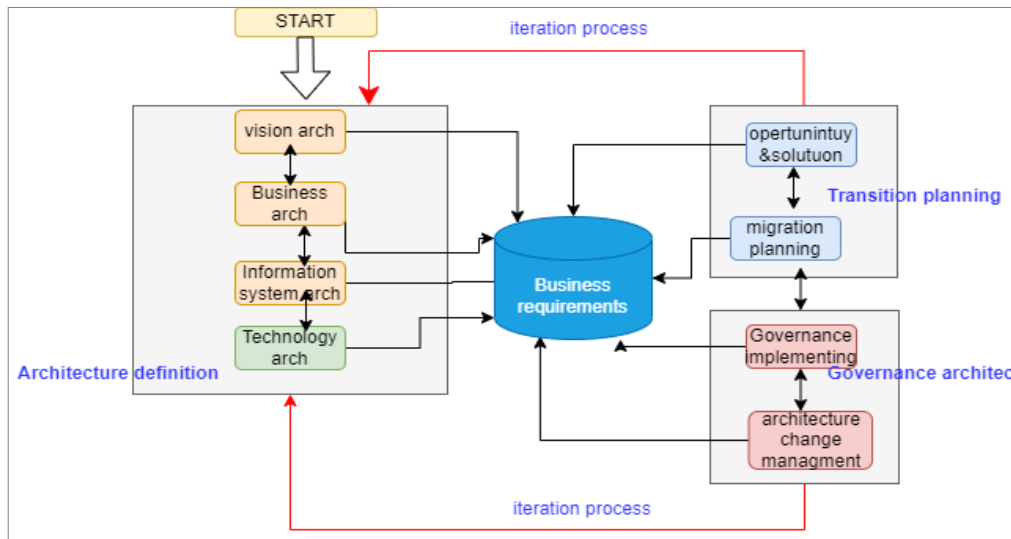 START
iteration process
vision arch
Business
arch
Information
system arch
Technology
arch
Architecture definition
Business
requirements
opertunintuy
&solutuon
Transition planning
migration
planning
Governance
implementing
Governance architec
architecture
change
managment
iteration process